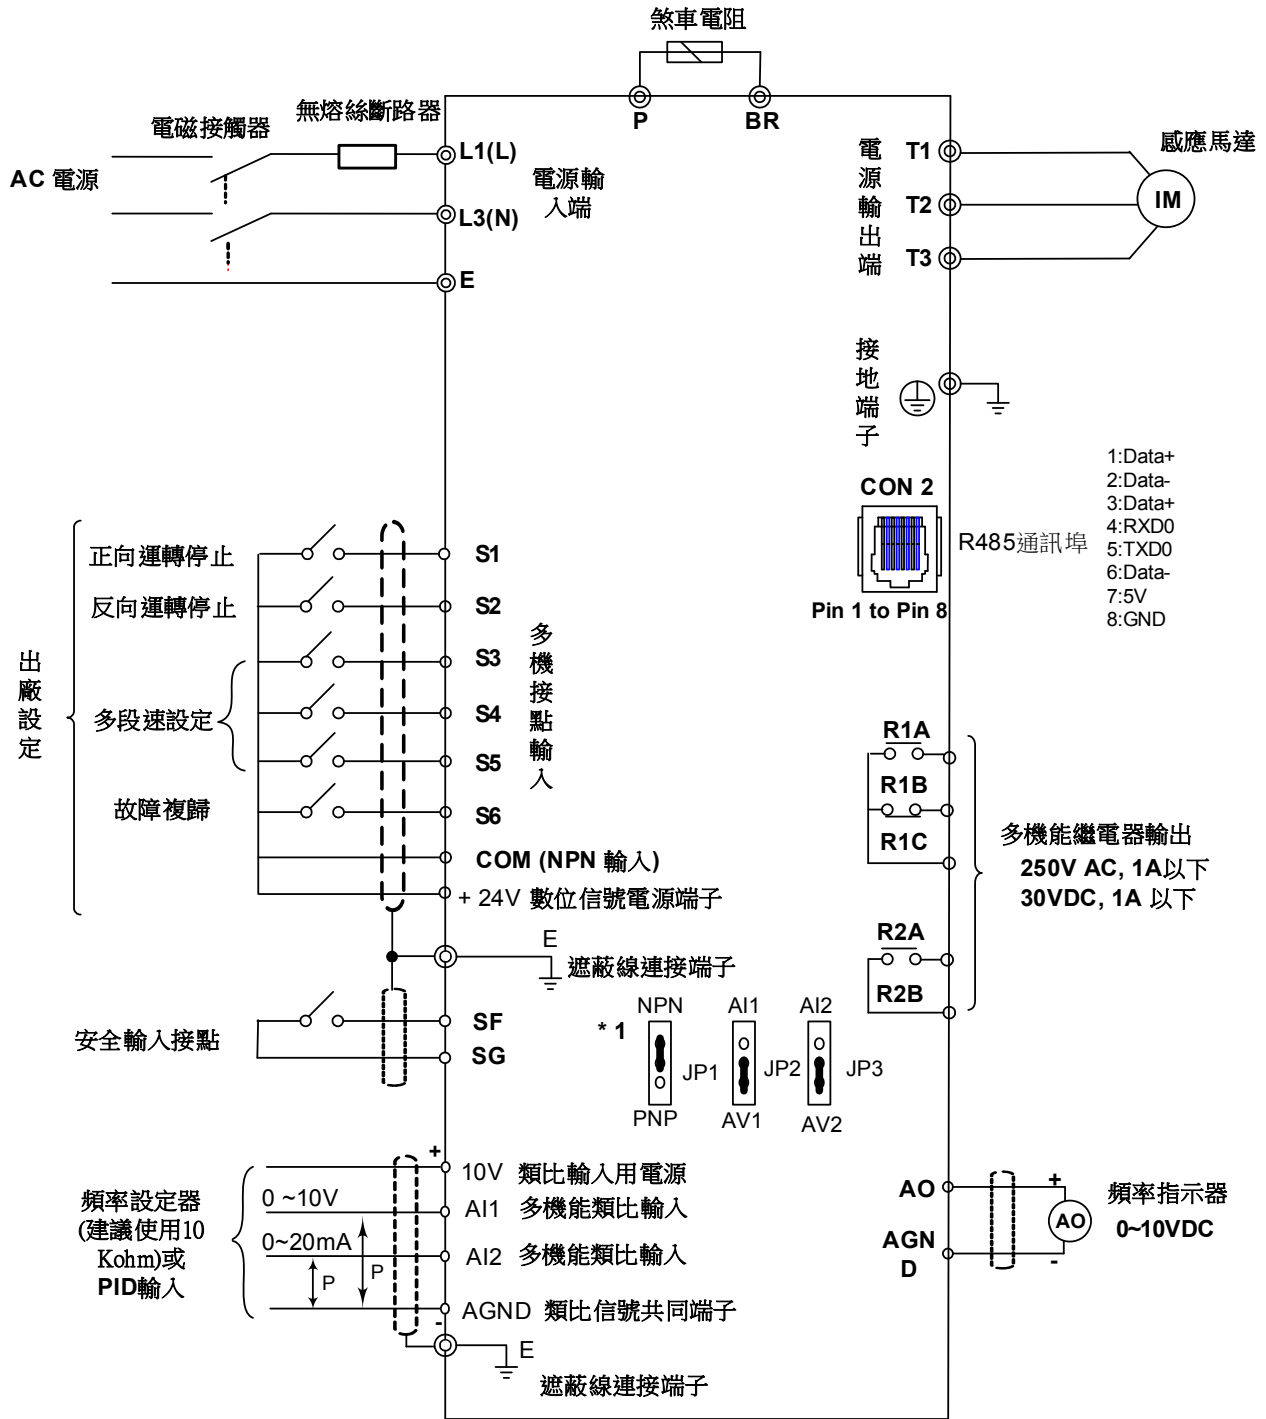 煞車電阻
P
BR
無熔絲斷路器
電磁接觸器
AC 電源
L1(L)
L3(N)
E
電源輸
入端
電源輸出端
T1
T2
T3
感應馬達
IM
接地端子
CON 2
Pin 1 to Pin 8
R485通訊埠
1:Data+
2:Data-
3:Data+
4:RXD0
5:TXD0
6:Data-
7:5V
8:GND
出廠設定
正向運轉停止
反向運轉停止
多段速設定
故障複歸
S1
S2
S3
S4
S5
S6
多機接點輸入
COM (NPN 輸入)
+ 24V 數位信號電源端子
E
遮蔽線連接端子
R1A
R1B
R1C
R2A
R2B
多機能繼電器輸出
250V AC, 1A以下
30VDC, 1A 以下
安全輸入接點
SF
SG
* 1
NPN
JP1
PNP
AI1
JP2
AV1
AI2
JP3
AV2
頻率設定器
(建議使用10
Kohm)或
PID輸入
+
10V 類比輸入用電源
0 ~10V
AI1 多機能類比輸入
0~20mA
AI2 多機能類比輸入
P
P
AGND 類比信號共同端子
-
E
遮蔽線連接端子
AO
AGN
D
+
AO
-
頻率指示器
0~10VDC